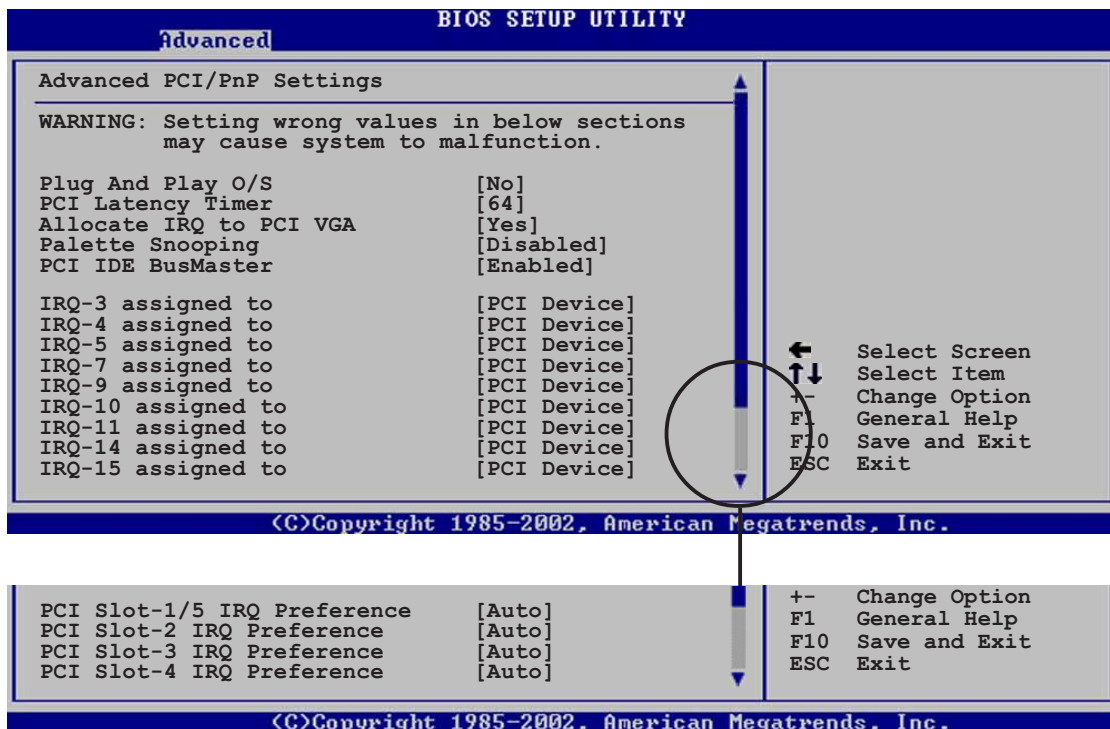 BIOS SETUP UTILITY
Advanced
Advanced PCI/PnP Settings
WARNING: Setting wrong values in below sections
may cause system to malfunction.
Plug And Play O/S [No]
PCI Latency Timer [64]
Allocate IRQ to PCI VGA [Yes]
Palette Snooping [Disabled]
PCI IDE BusMaster [Enabled]
IRQ-3 assigned to [PCI Device]
IRQ-4 assigned to [PCI Device]
IRQ-5 assigned to [PCI Device]
IRQ-7 assigned to [PCI Device]
IRQ-9 assigned to [PCI Device]
IRQ-10 assigned to [PCI Device]
IRQ-11 assigned to [PCI Device]
IRQ-14 assigned to [PCI Device]
IRQ-15 assigned to [PCI Device]
← Select Screen
↑↓ Select Item
+- Change Option
F1 General Help
F10 Save and Exit
ESC Exit
(C)Copyright 1985-2002, American Megatrends, Inc.
PCI Slot-1/5 IRQ Preference [Auto]
PCI Slot-2 IRQ Preference [Auto]
PCI Slot-3 IRQ Preference [Auto]
PCI Slot-4 IRQ Preference [Auto]
+- Change Option
F1 General Help
F10 Save and Exit
ESC Exit
(C)Copyright 1985-2002, American Megatrends, Inc.